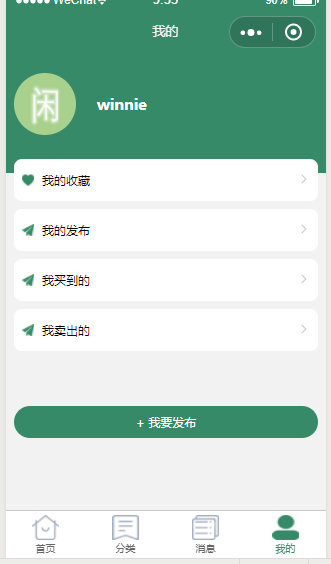 WeChat
9:55
90%
我的
闲
winnie
我的收藏
我的发布
我买到的
我卖出的
+ 我要发布
首页
分类
消息
我的